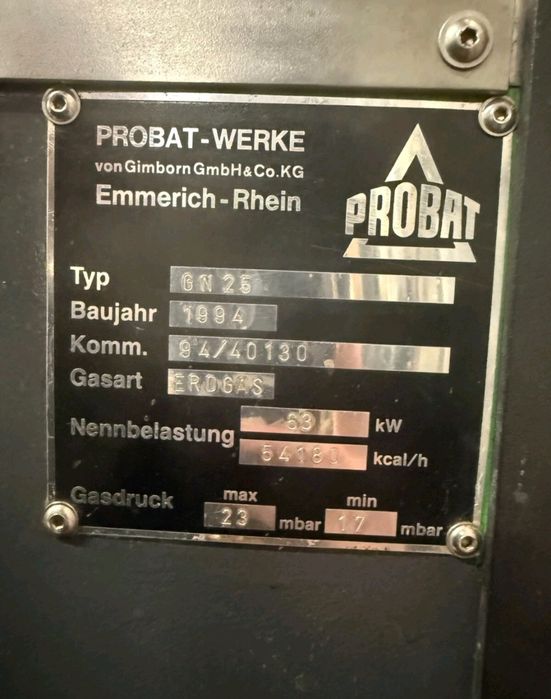 PROBAT-WERKE
von Gimborn GmbH & Co. KG
Emmerich-Rhein
PROBAT
Typ GN 25
Baujahr 1994
Komm. 94/40130
Gasart ERDGAS
Nennbelastung 63 kW
54180 kcal/h
Gasdruck max 23 mbar min 17 mbar